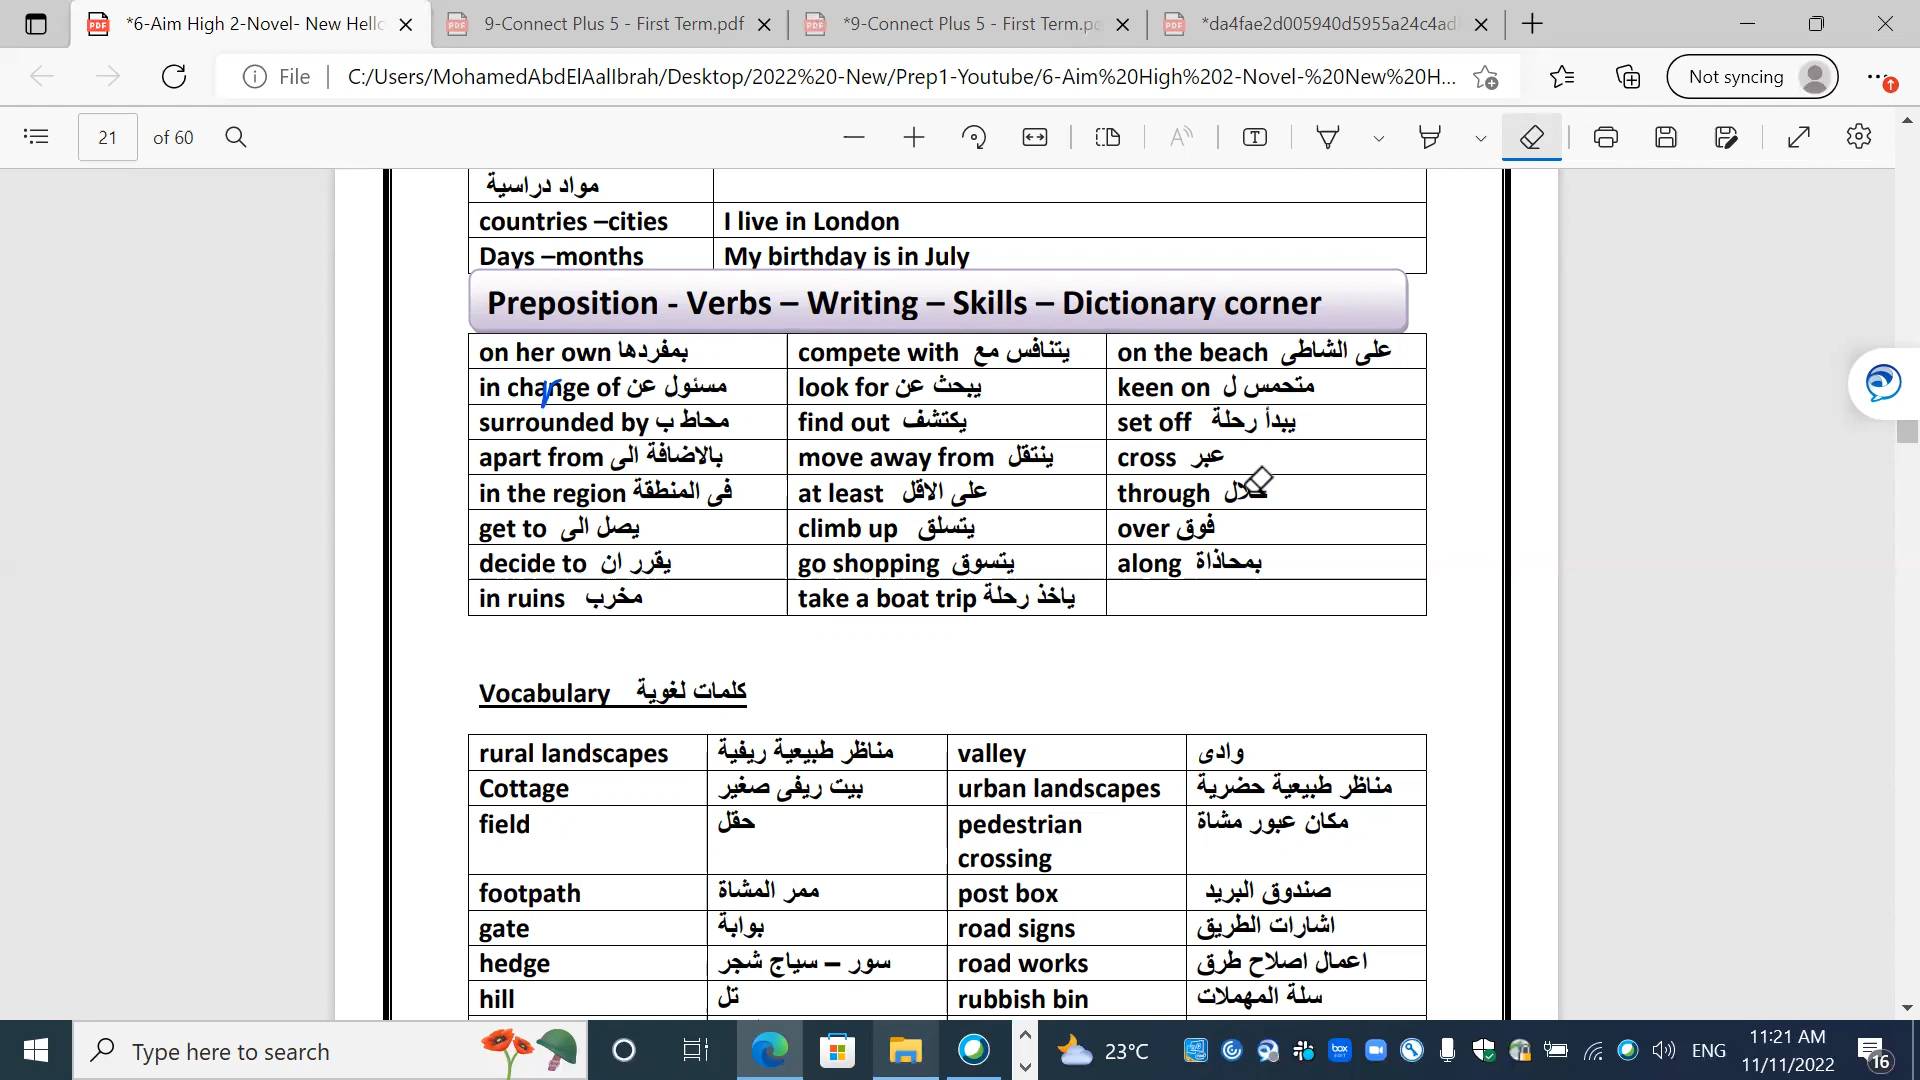 *6-Aim High 2-Novel- New Hello
9-Connect Plus 5 - First Term.pdf
*9-Connect Plus 5 - First Term.pd
*da4fae2d005940d5955a24c4ad
File
C:/Users/MohamedAbdElAalIbrah/Desktop/2022%20-New/Prep1-Youtube/6-Aim%20High%202-Novel-%20New%20H...
Not syncing
21 of 60
مواد دراسية
countries –cities I live in London
Days –months My birthday is in July
Preposition - Verbs – Writing – Skills – Dictionary corner
on her own بمفردها compete with يتنافس مع on the beach على الشاطى
in change of مسئول عن look for يبحث عن keen on متحمس ل
surrounded by محاط ب find out يكتشف set off يبدأ رحلة
apart from بالاضافة الى move away from ينتقل cross عبر
in the region فى المنطقة at least على الاقل through خلال
get to يصل الى climb up يتسلق over فوق
decide to يقرر ان go shopping يتسوق along بمحاذاة
in ruins مخرب take a boat trip ياخذ رحلة
Vocabulary كلمات لغوية
rural landscapes مناظر طبيعية ريفية valley وادى
Cottage بيت ريفى صغير urban landscapes مناظر طبيعية حضرية
field حقل pedestrian crossing مكان عبور مشاة
footpath ممر المشاة post box صندوق البريد
gate بوابة road signs اشارات الطريق
hedge سور – سياج شجر road works اعمال اصلاح طرق
hill تل rubbish bin سلة المهملات
Type here to search
23°C
ENG
11:21 AM
11/11/2022
16